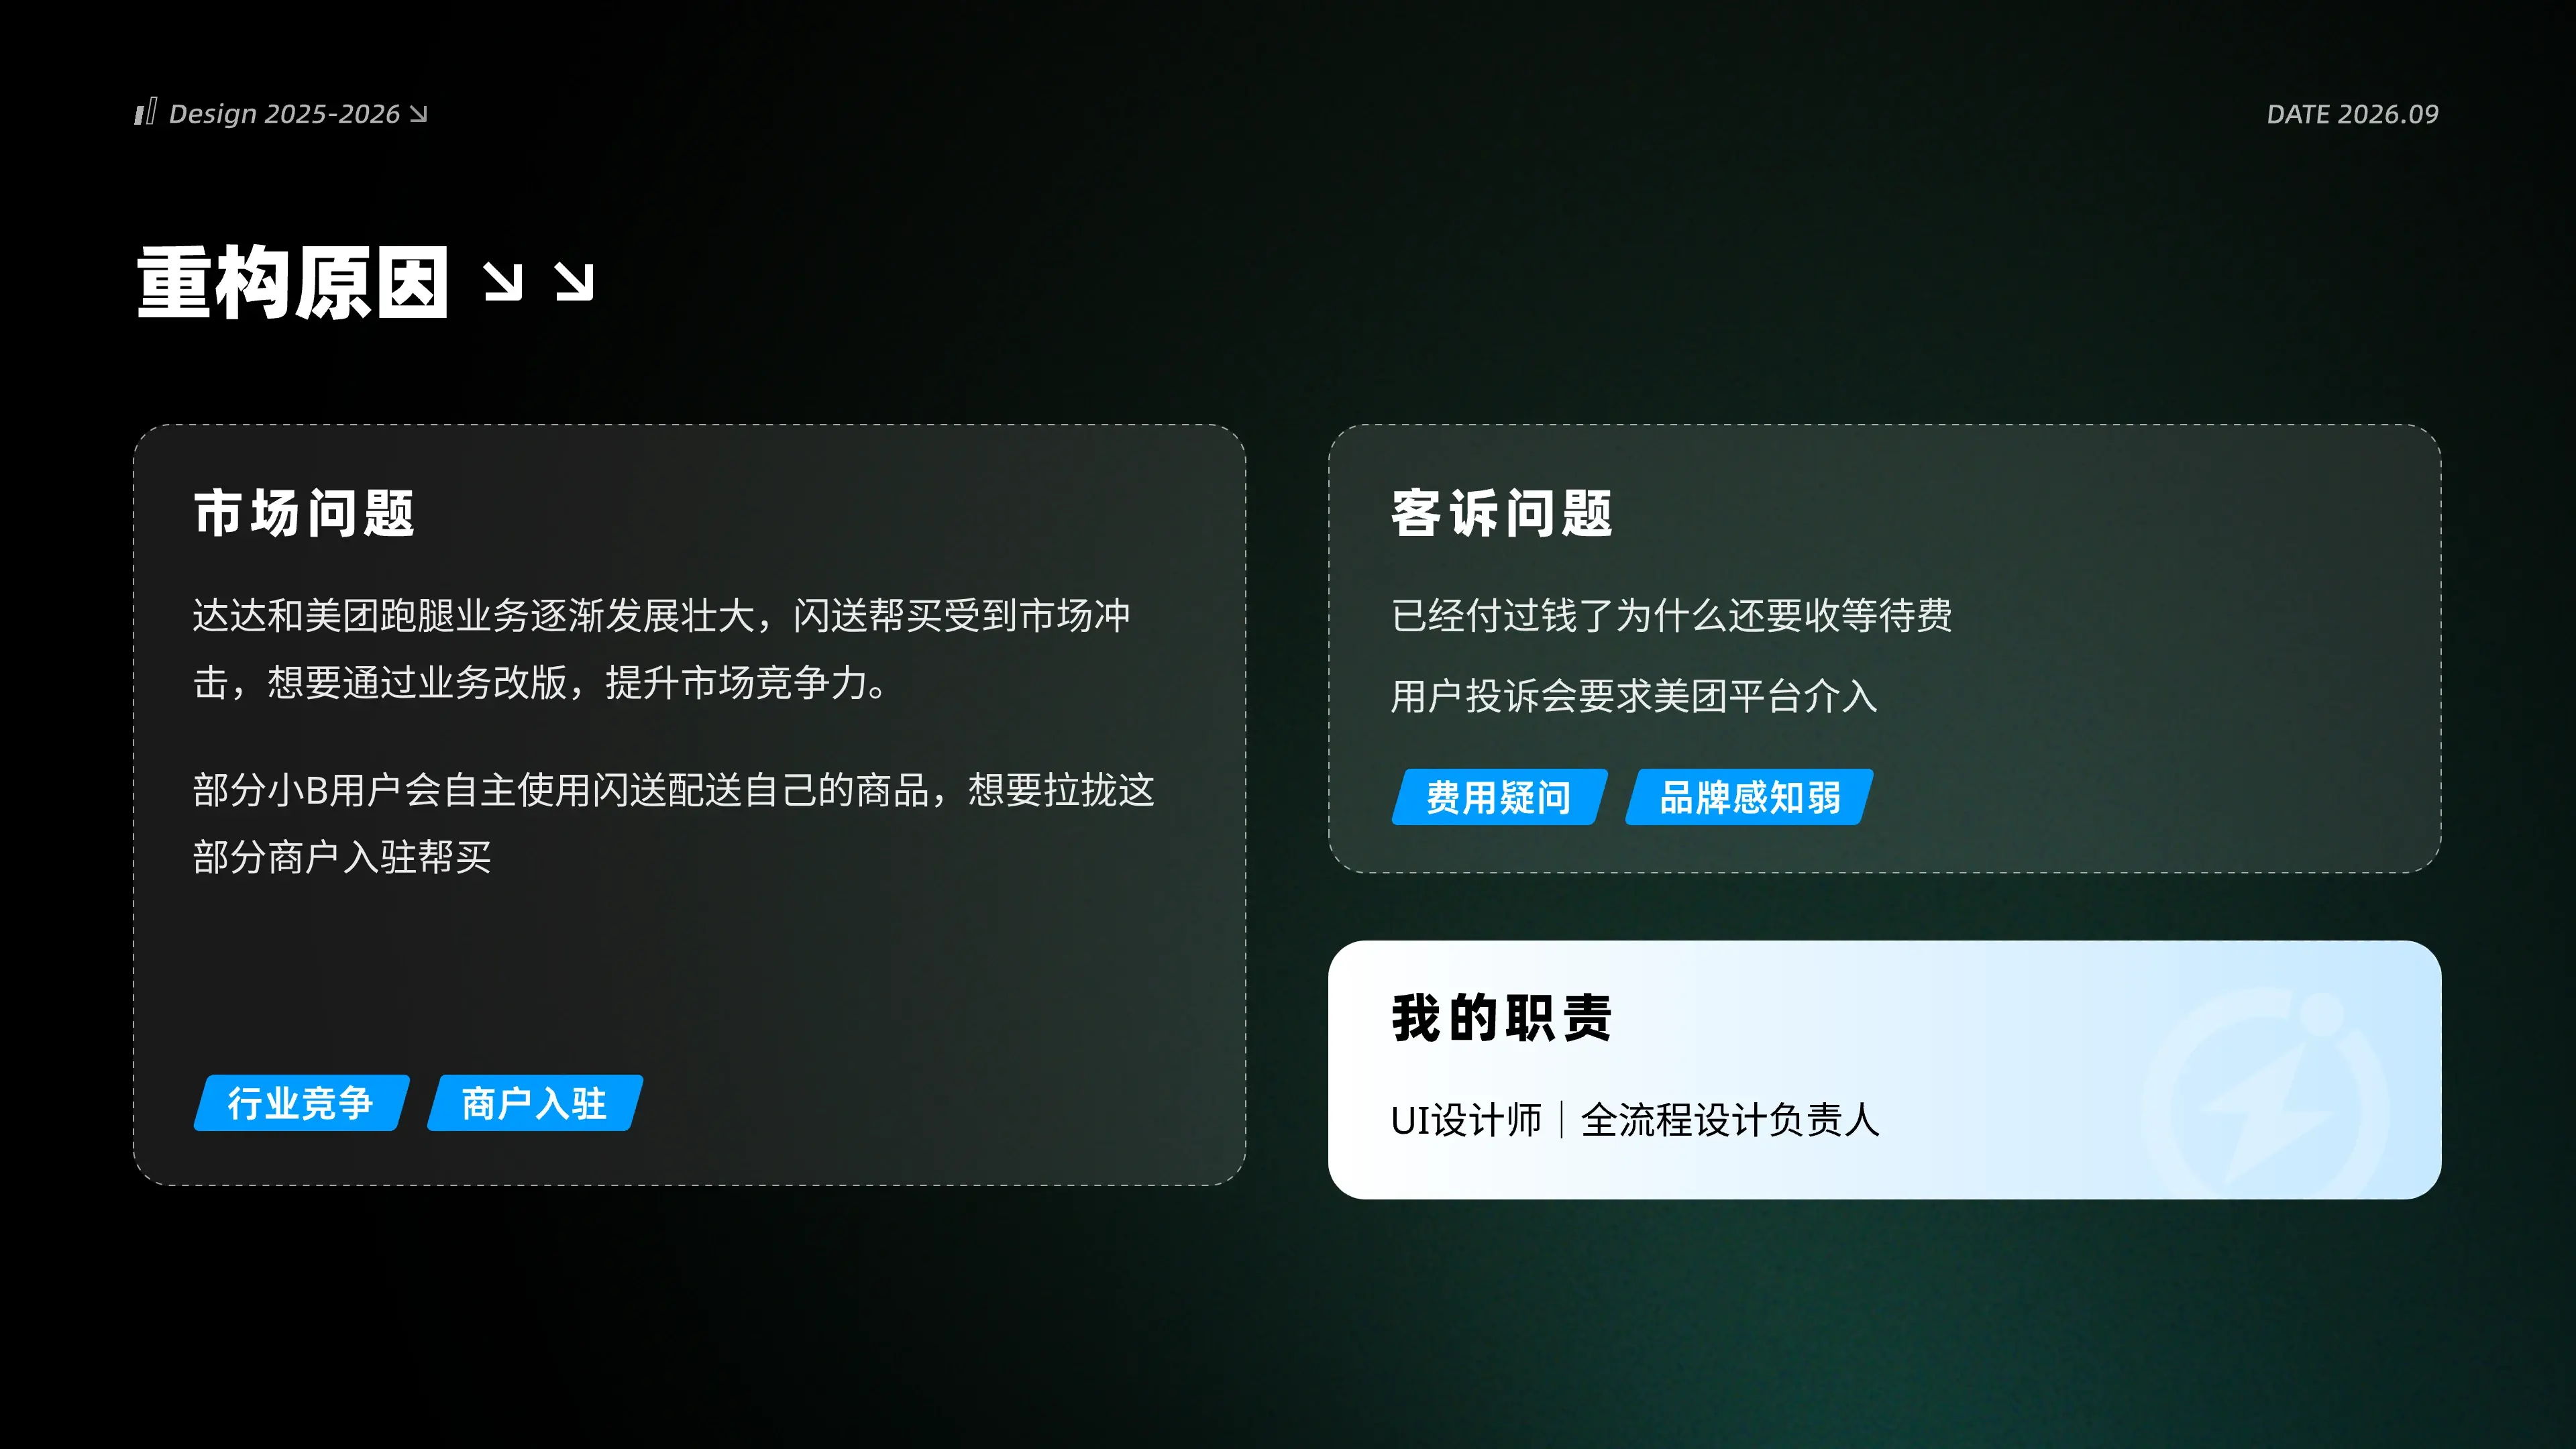 Design 2025-2026 ↘
DATE 2026.09
重构原因 ↘ ↘
市场问题
达达和美团跑腿业务逐渐发展壮大，闪送帮买受到市场冲
击，想要通过业务改版，提升市场竞争力。
部分小B用户会自主使用闪送配送自己的商品，想要拉拢这
部分商户入驻帮买
行业竞争
商户入驻
客诉问题
已经付过钱了为什么还要收等待费
用户投诉会要求美团平台介入
费用疑问
品牌感知弱
我的职责
UI设计师｜全流程设计负责人